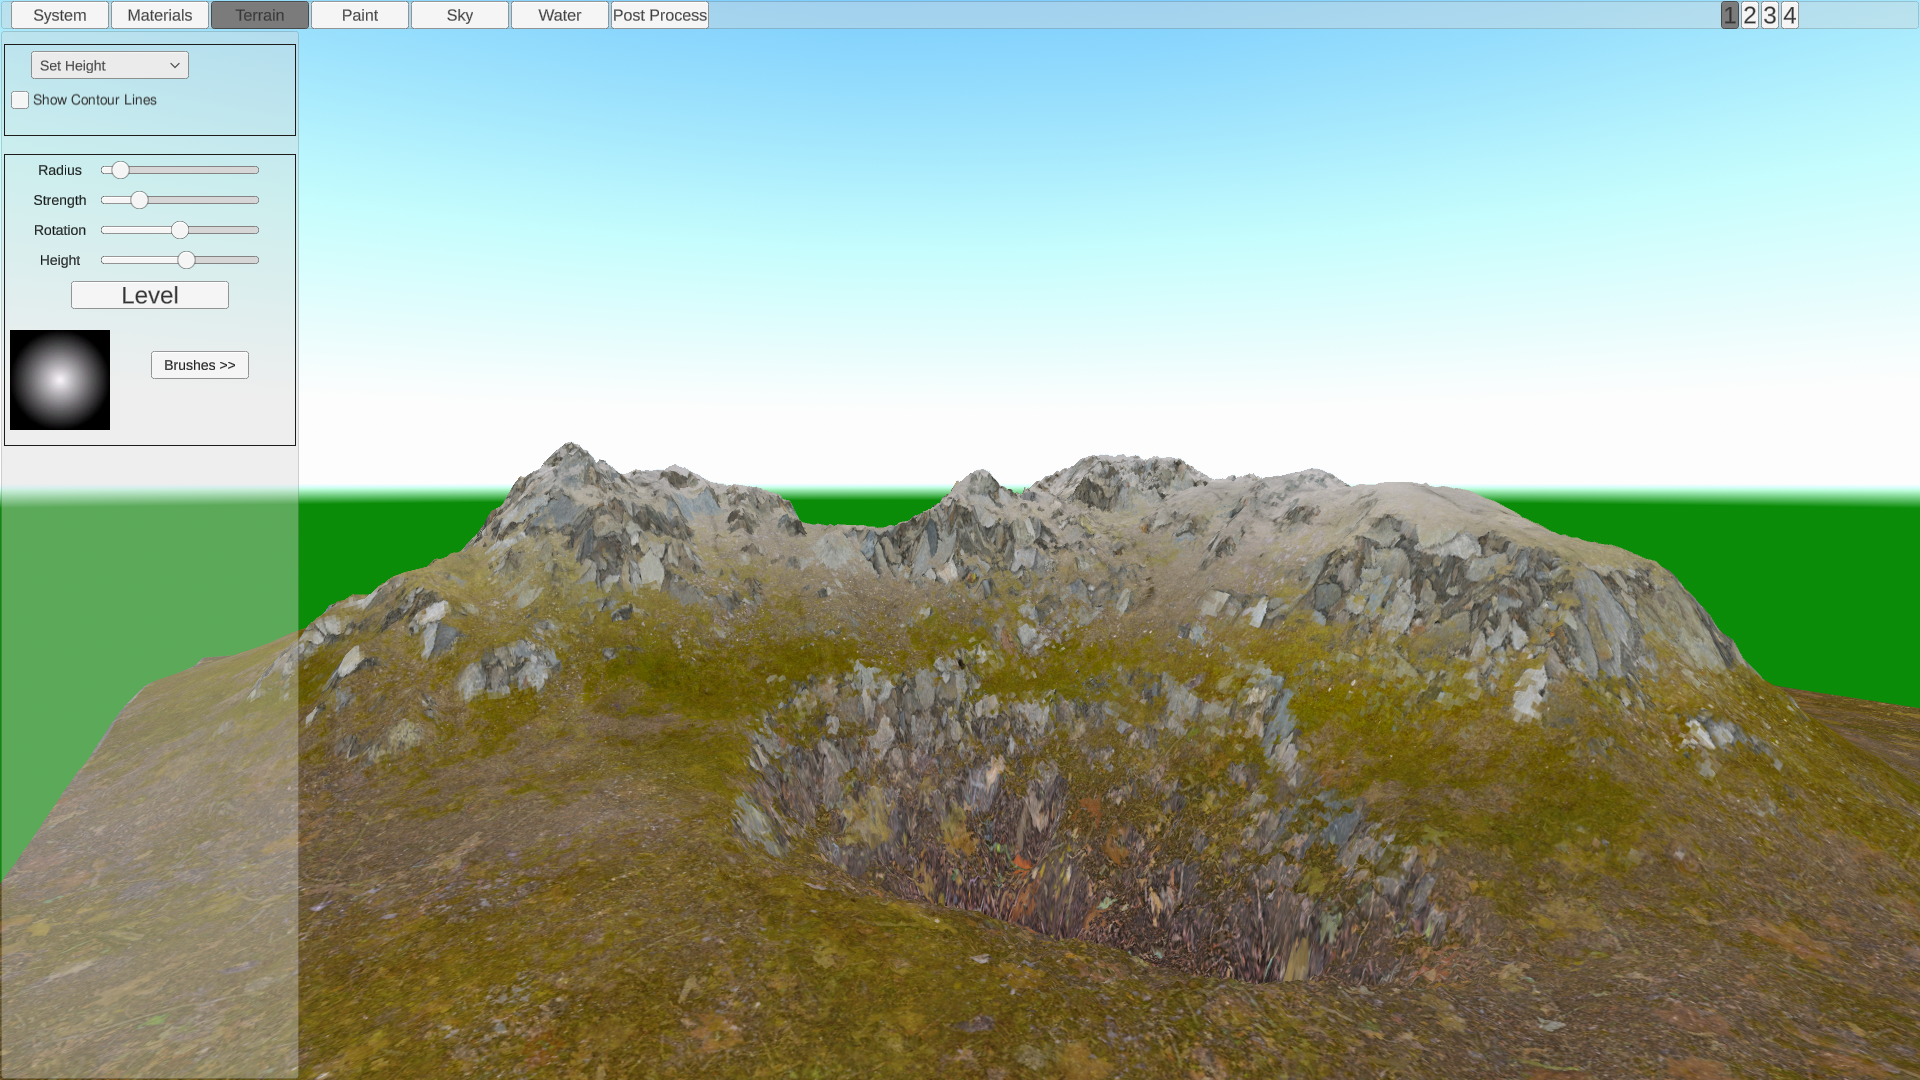 System Materials Terrain Paint Sky Water Post Process 1 2 3 4
Set Height
Show Contour Lines
Radius
Strength
Rotation
Height
Level
Brushes >>